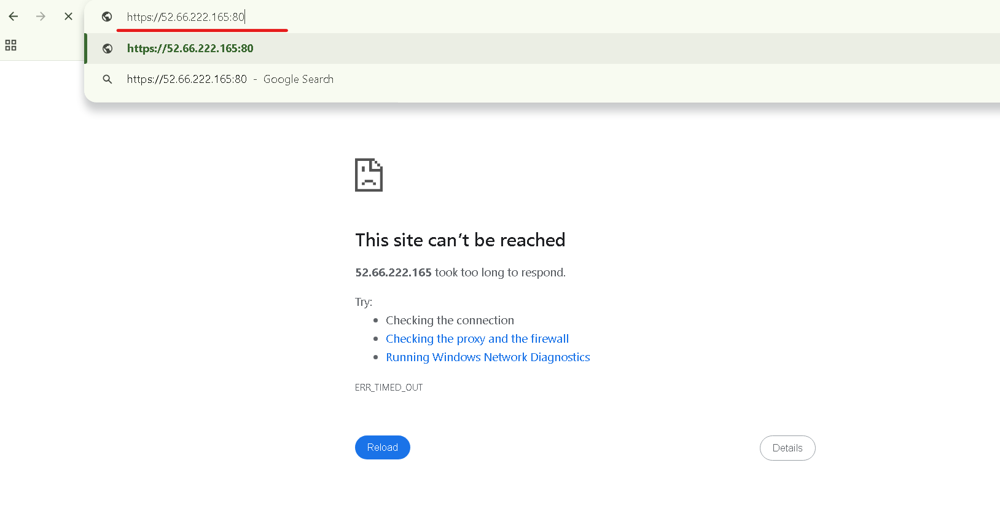 https://52.66.222.165:80
https://52.66.222.165:80
https://52.66.222.165:80 - Google Search
This site can't be reached
52.66.222.165 took too long to respond.
Try:
Checking the connection
Checking the proxy and the firewall
Running Windows Network Diagnostics
ERR_TIMED_OUT
Reload
Details